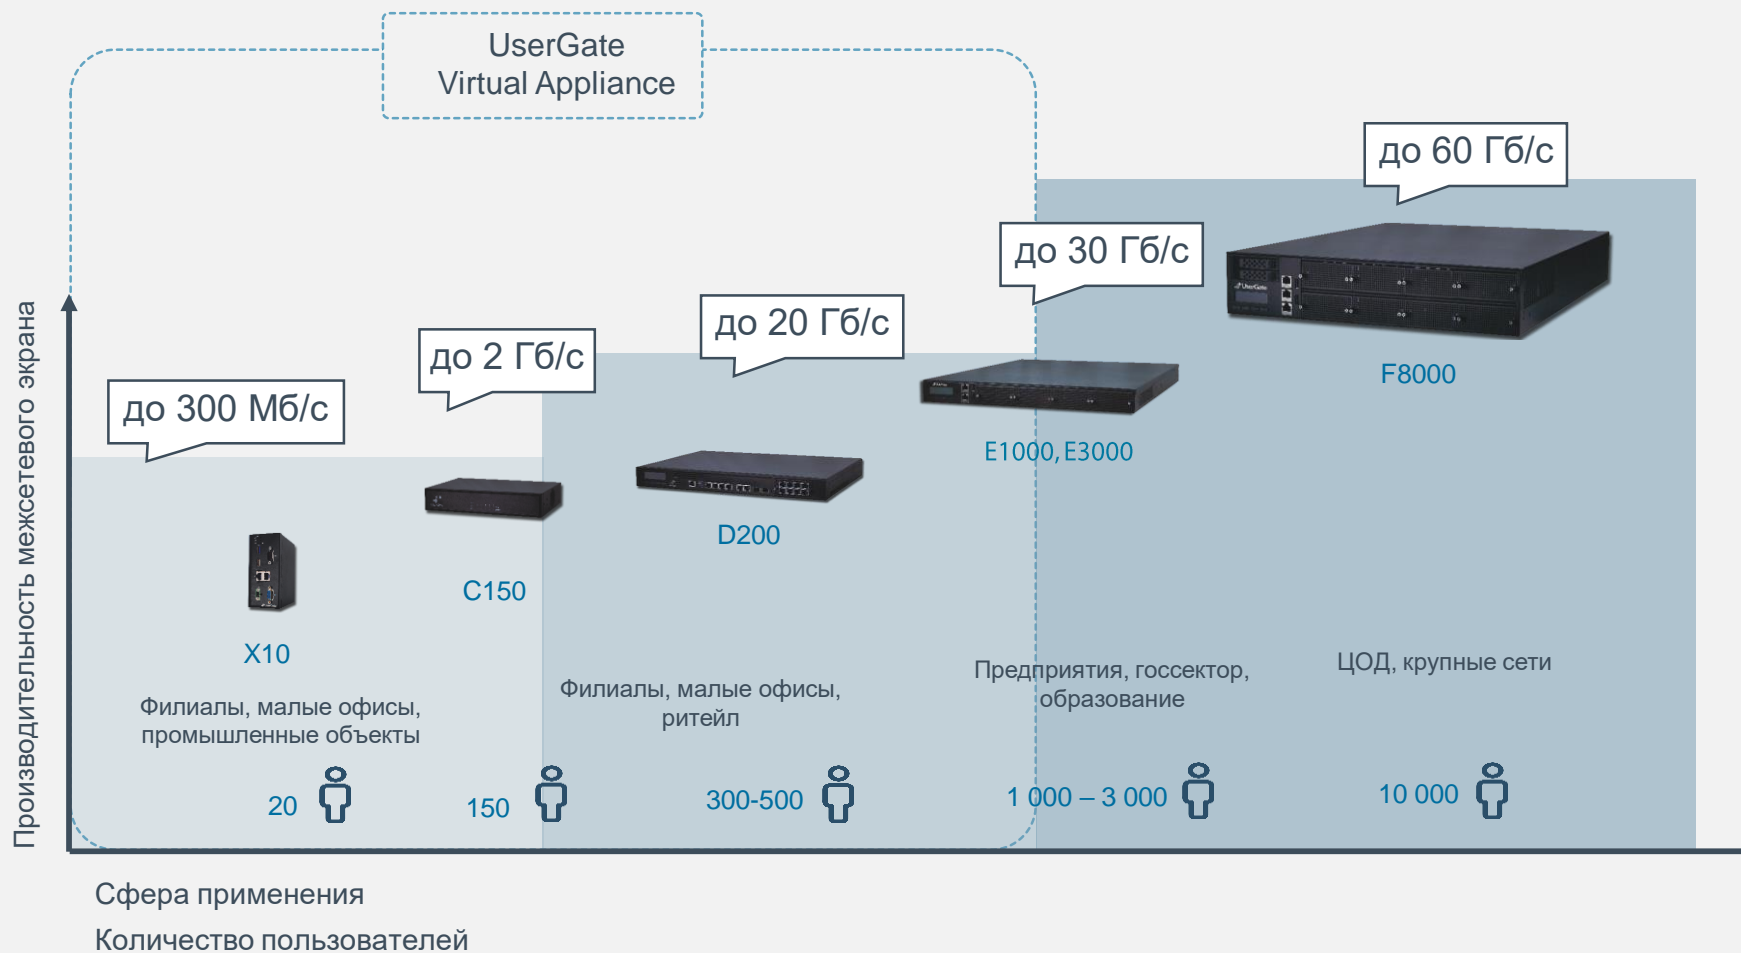 UserGate
Virtual Appliance
до 60 Гб/с
до 30 Гб/с
до 20 Гб/с
до 2 Гб/с
до 300 Мб/с
UserGate
F8000
E1000, E3000
D200
C150
X10
Производительность межсетевого экрана
Филиалы, малые офисы,
промышленные объекты
Филиалы, малые офисы,
ритейл
Предприятия, госсектор,
образование
ЦОД, крупные сети
20
150
300-500
1 000 – 3 000
10 000
Сфера применения
Количество пользователей